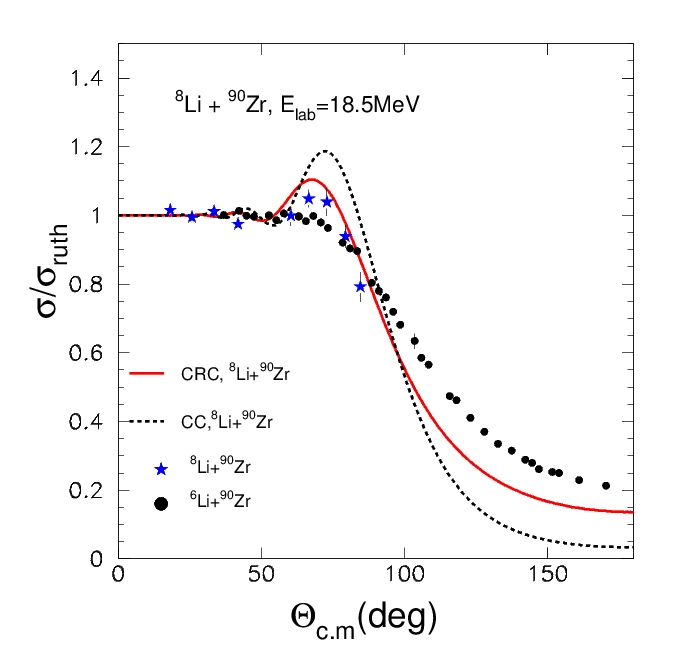 1.4
⁸Li + ⁹⁰Zr, E_lab=18.5MeV
1.2
1
σ/σ_ruth
0.8
0.6
CRC, ⁸Li+⁹⁰Zr
0.4
CC,⁸Li+⁹⁰Zr
⁸Li+⁹⁰Zr
0.2
⁶Li+⁹⁰Zr
0
0 50 100 150
Θ_c.m(deg)